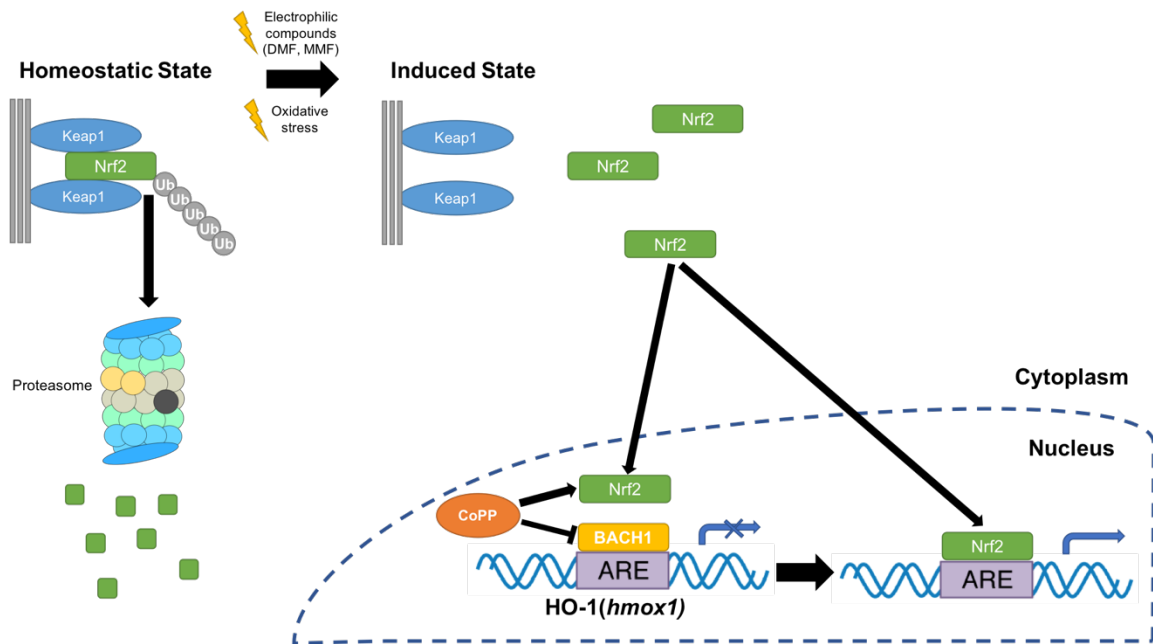 Homeostatic State
Electrophilic
compounds
(DMF, MMF)
Oxidative
stress
Induced State
Keap1
Nrf2
Keap1
Ub
Ub
Ub
Ub
Ub
Proteasome
Keap1
Keap1
Nrf2
Nrf2
Nrf2
Cytoplasm
Nucleus
CoPP
Nrf2
BACH1
ARE
HO-1(hmox1)
Nrf2
ARE